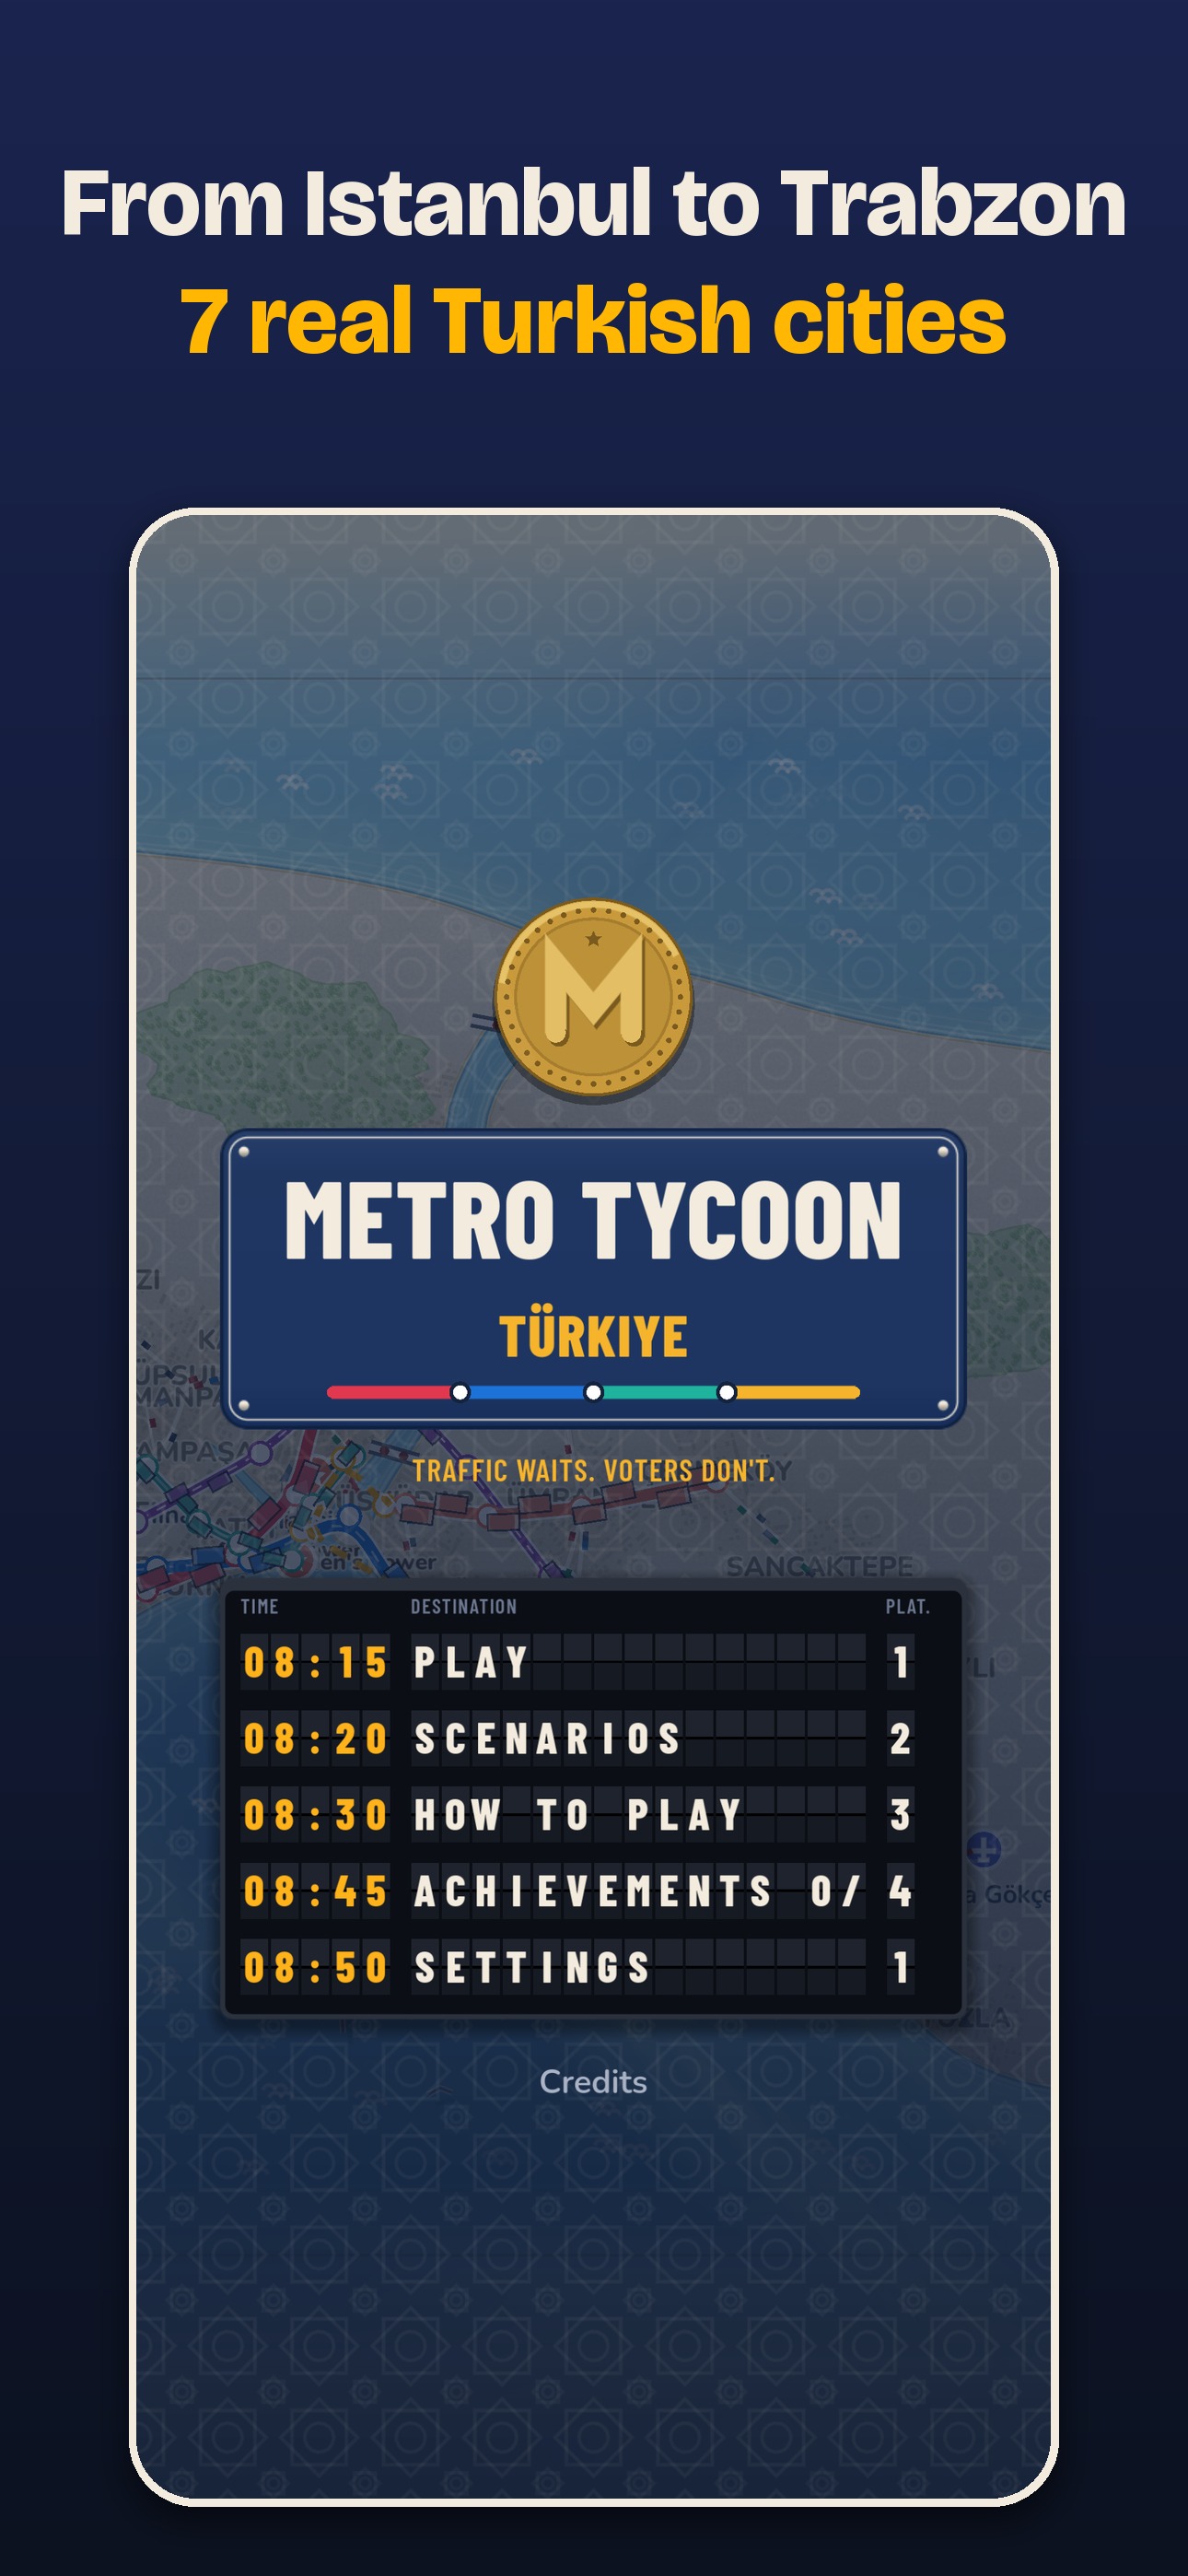 From Istanbul to Trabzon
7 real Turkish cities
M
METRO TYCOON
TÜRKIYE
TRAFFIC WAITS. VOTERS DON'T.
SANCAKTEPE
TIME DESTINATION PLAT.
08:15 PLAY 1
08:20 SCENARIOS 2
08:30 HOW TO PLAY 3
08:45 ACHIEVEMENTS 0/ 4
08:50 SETTINGS 1
Credits